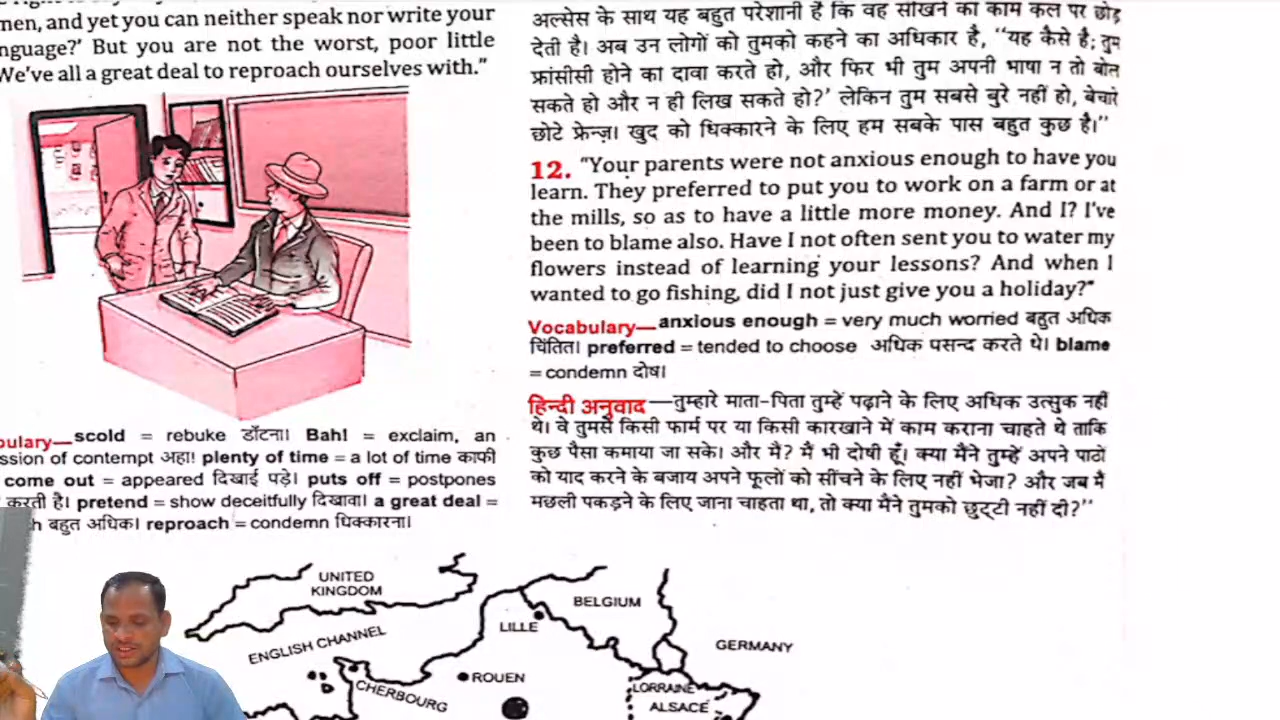 men, and yet you can neither speak nor write your
nguage?' But you are not the worst, poor little
We've all a great deal to reproach ourselves with."
bulary—scold = rebuke डाँटना। Bah! = exclaim, an
ssion of contempt अहा! plenty of time = a lot of time काफी
come out = appeared दिखाई पड़े। puts off = postpones
करती है। pretend = show deceitfully दिखावा। a great deal =
h बहुत अधिक। reproach = condemn धिक्कारना।
अल्सेस के साथ यह बहुत परेशानी है कि वह सीखने का काम कल पर छोड़
देती है। अब उन लोगों को तुमको कहने का अधिकार है, "यह कैसे है; तुम
फ्रांसीसी होने का दावा करते हो, और फिर भी तुम अपनी भाषा न तो बोल
सकते हो और न ही लिख सकते हो?' लेकिन तुम सबसे बुरे नहीं हो, बेचारे
छोटे फ्रेन्ज़। खुद को धिक्कारने के लिए हम सबके पास बहुत कुछ है।"
12. "Your parents were not anxious enough to have you
learn. They preferred to put you to work on a farm or at
the mills, so as to have a little more money. And I? I've
been to blame also. Have I not often sent you to water my
flowers instead of learning your lessons? And when I
wanted to go fishing, did I not just give you a holiday?"
Vocabulary—anxious enough = very much worried बहुत अधिक
चिंतित। preferred = tended to choose अधिक पसन्द करते थे। blame
= condemn दोष।
हिन्दी अनुवाद—तुम्हारे माता-पिता तुम्हें पढ़ाने के लिए अधिक उत्सुक नहीं
थे। वे तुमसे किसी फार्म पर या किसी कारखाने में काम कराना चाहते थे ताकि
कुछ पैसा कमाया जा सके। और मैं? मैं भी दोषी हूँ। क्या मैंने तुम्हें अपने पाठों
को याद करने के बजाय अपने फूलों को सींचने के लिए नहीं भेजा? और जब मैं
मछली पकड़ने के लिए जाना चाहता था, तो क्या मैंने तुमको छुट्टी नहीं दी?"
UNITED
KINGDOM
BELGIUM
LILLE
ENGLISH CHANNEL
GERMANY
ROUEN
CHERBOURG
LORRAINE
ALSACE